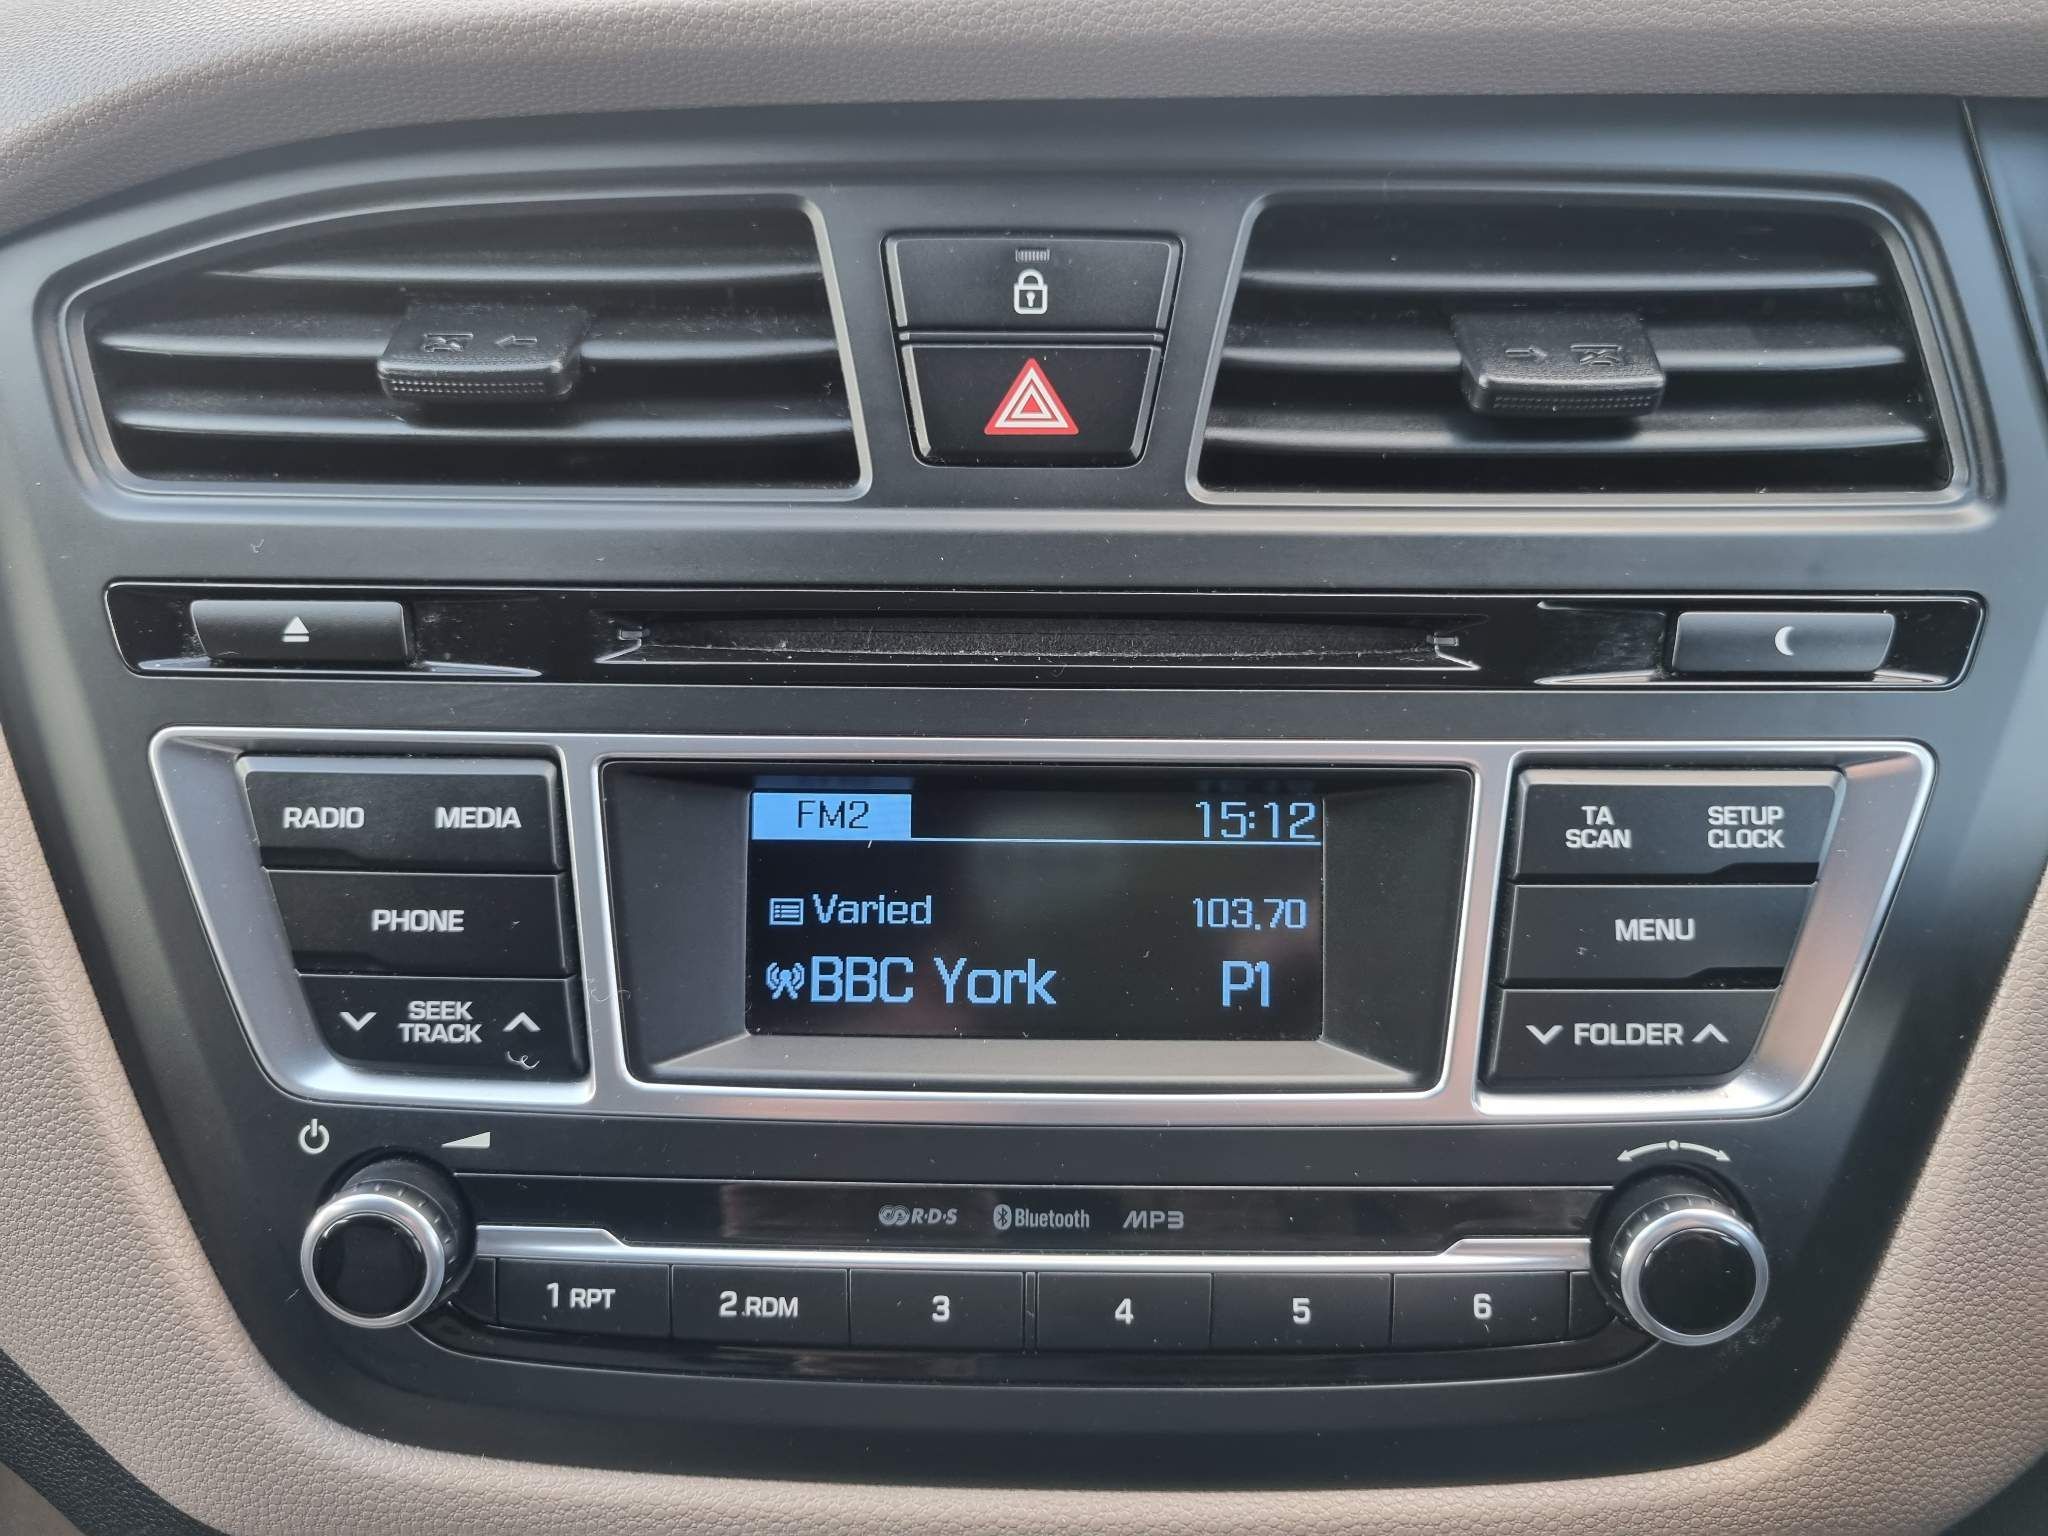 RADIO MEDIA
PHONE
SEEK
TRACK
FM2 15:12
Varied 103.70
BBC York P1
TA
SCAN
SETUP
CLOCK
MENU
FOLDER
R·D·S Bluetooth MP3
1 RPT 2.RDM 3 4 5 6